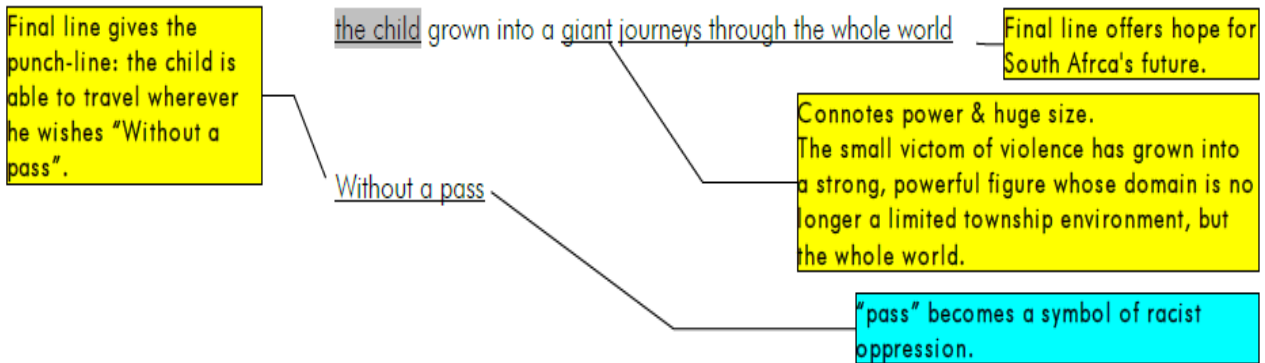 Final line gives the
punch-line: the child is
able to travel wherever
he wishes “Without a
pass”.
the child grown into a giant journeys through the whole world
Final line offers hope for
South Afrca's future.
Connotes power & huge size.
The small victom of violence has grown into
a strong, powerful figure whose domain is no
longer a limited township environment, but
the whole world.
Without a pass
“pass” becomes a symbol of racist
oppression.